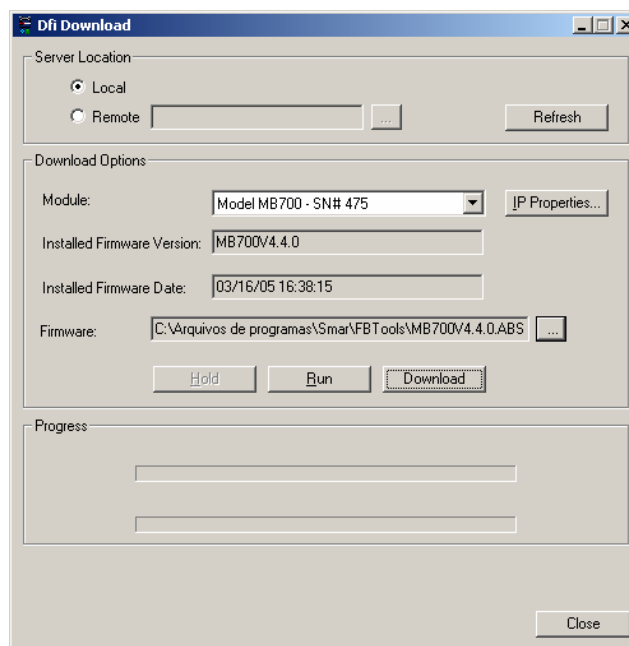 Dfi Download
Server Location
Local
Remote ... Refresh
Download Options
Module: Model MB700 - SN# 475 IP Properties...
Installed Firmware Version: MB700V4.4.0
Installed Firmware Date: 03/16/05 16:38:15
Firmware: C:\Arquivos de programas\Smar\FBTools\MB700V4.4.0.ABS ...
Hold Run Download
Progress
Close